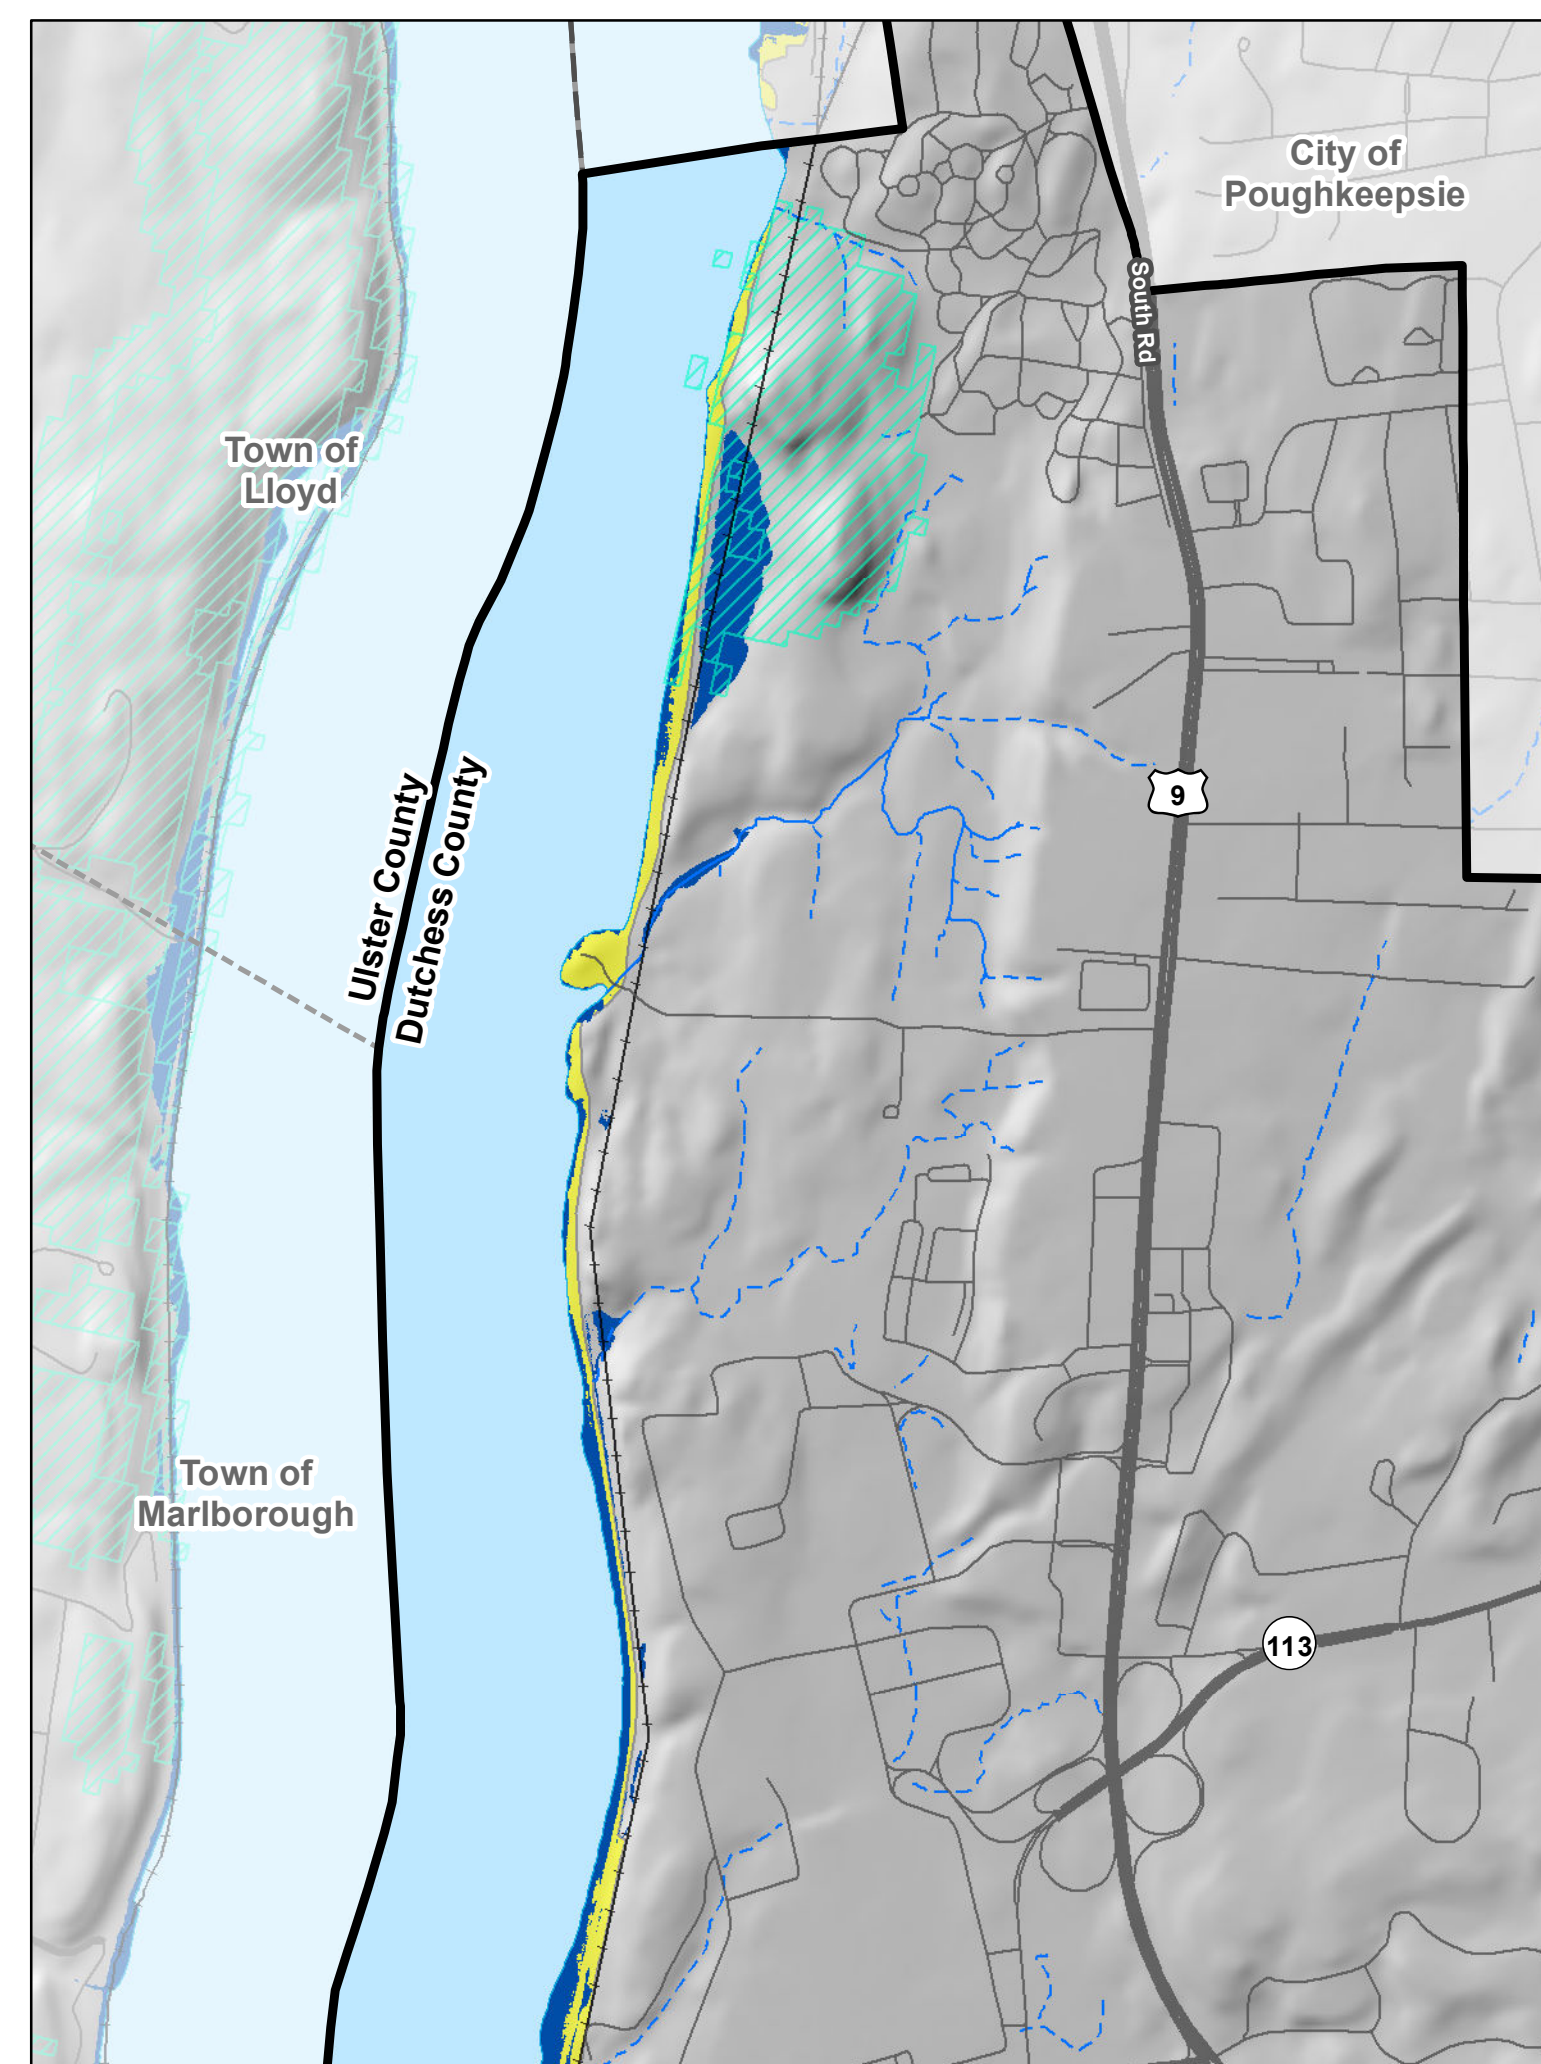 City of
Poughkeepsie
South Rd
Town of
Lloyd
Ulster County
Dutchess County
9
Town of
Marlborough
113